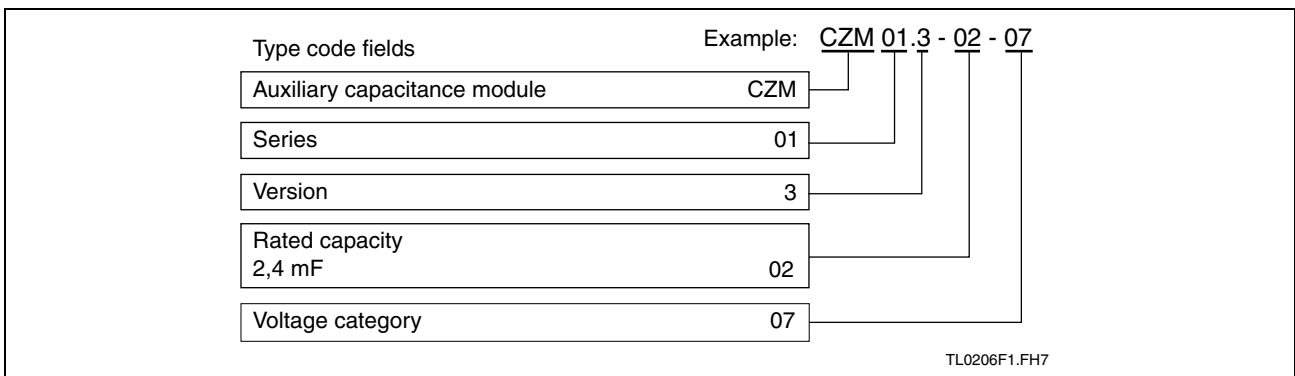 Type code fields
Example: CZM 01.3 - 02 - 07
Auxiliary capacitance module CZM
Series 01
Version 3
Rated capacity
2,4 mF 02
Voltage category 07
TL0206F1.FH7